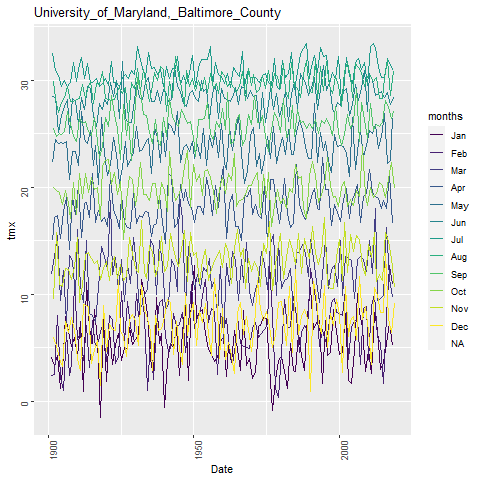 University_of_Maryland,_Baltimore_County
tmx
30
20
10
0
1900
1950
2000
Date
months
Jan
Feb
Mar
Apr
May
Jun
Jul
Aug
Sep
Oct
Nov
Dec
NA